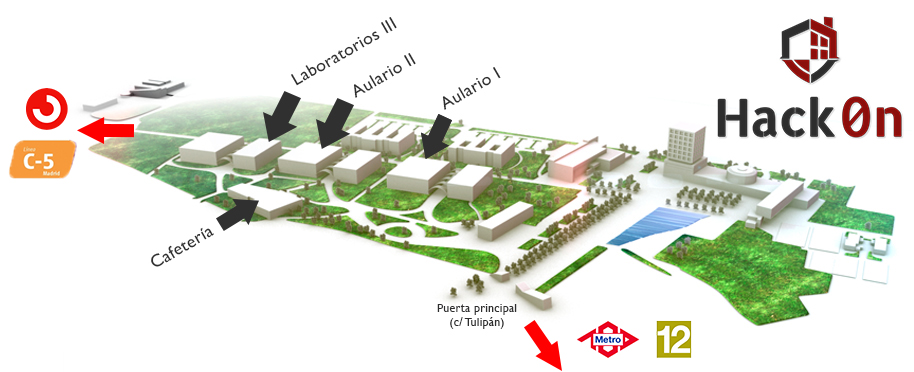 Laboratorios III
Aulario II
Aulario I
Hack0n
Línea
C-5
Madrid
Cafetería
Puerta principal
(c/ Tulipán)
Metro
12